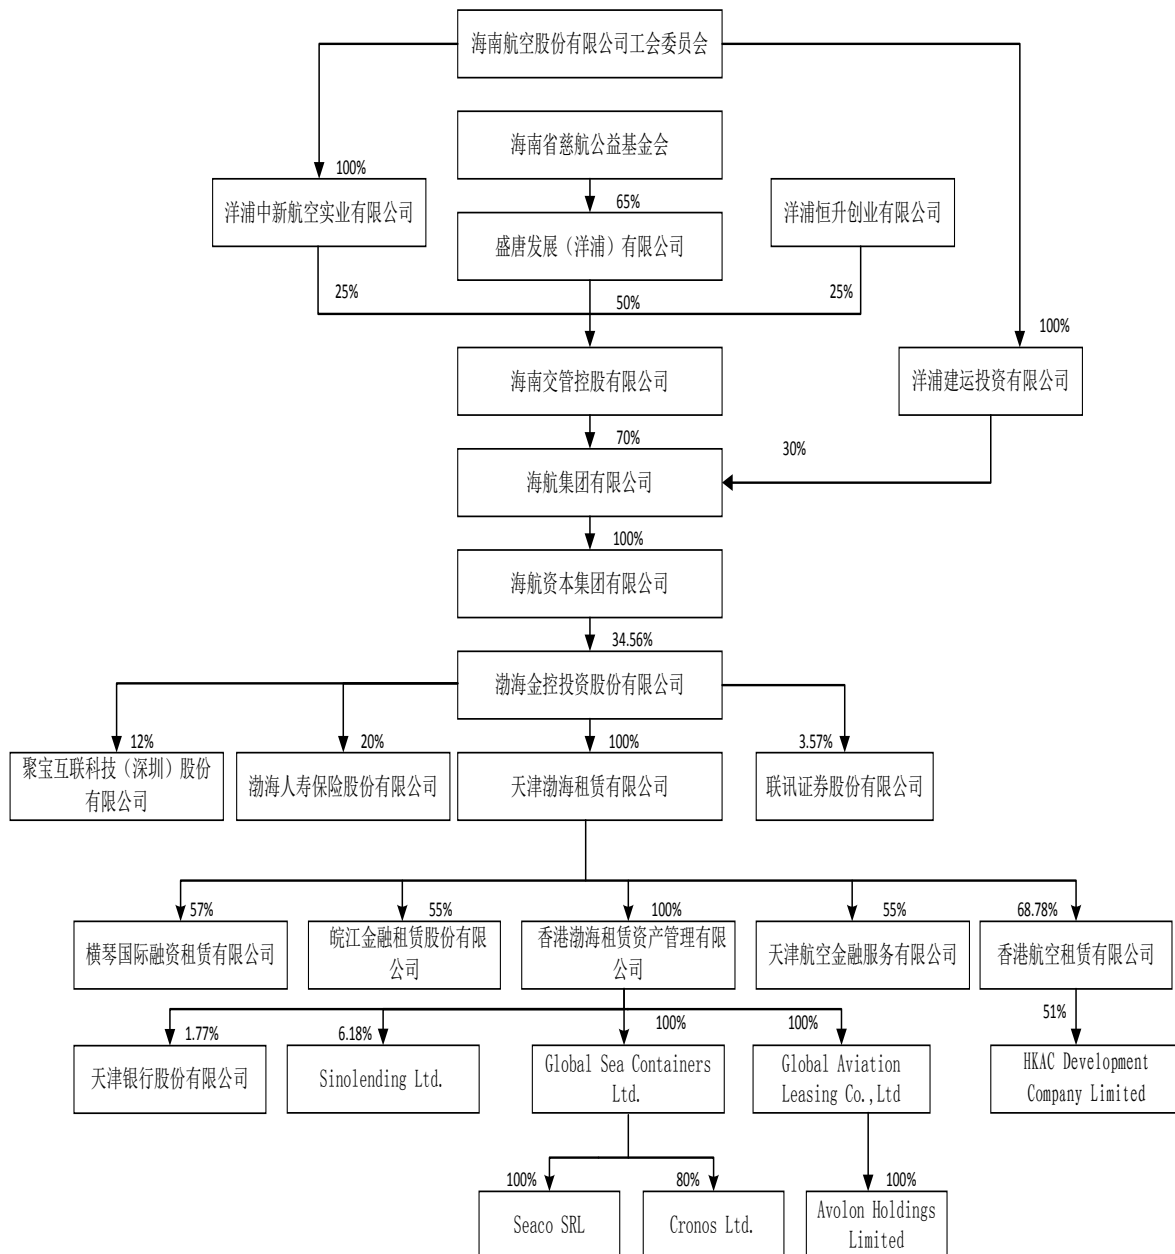 海南航空股份有限公司工会委员会
海南省慈航公益基金会
100%
65%
洋浦中新航空实业有限公司
盛唐发展（洋浦）有限公司
洋浦恒升创业有限公司
25%
50%
25%
100%
海南交管控股有限公司
洋浦建运投资有限公司
70%
30%
海航集团有限公司
100%
海航资本集团有限公司
34.56%
渤海金控投资股份有限公司
12%
20%
100%
3.57%
聚宝互联科技（深圳）股份
有限公司
渤海人寿保险股份有限公司
天津渤海租赁有限公司
联讯证券股份有限公司
57%
55%
100%
55%
68.78%
横琴国际融资租赁有限公司
皖江金融租赁股份有限
公司
香港渤海租赁资产管理有限
公司
天津航空金融服务有限公司
香港航空租赁有限公司
1.77%
6.18%
100%
100%
51%
天津银行股份有限公司
Sinolending Ltd.
Global Sea Containers
Ltd.
Global Aviation
Leasing Co.,Ltd
HKAC Development
Company Limited
100%
80%
100%
Seaco SRL
Cronos Ltd.
Avolon Holdings
Limited